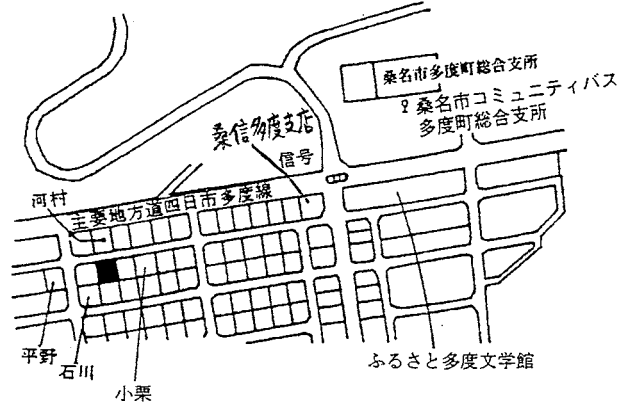 桑名市多度町総合支所
桑名市コミュニティバス
多度町総合支所
桑信多度支店
信号
河村
主要地方道四日市多度線
平野
石川
小栗
ふるさと多度文学館